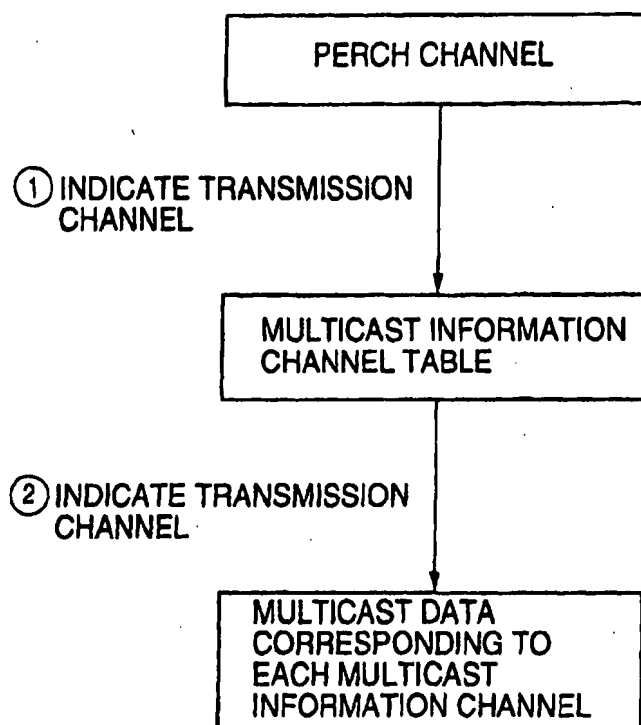 PERCH CHANNEL
① INDICATE TRANSMISSION
CHANNEL
MULTICAST INFORMATION
CHANNEL TABLE
② INDICATE TRANSMISSION
CHANNEL
MULTICAST DATA
CORRESPONDING TO
EACH MULTICAST
INFORMATION CHANNEL